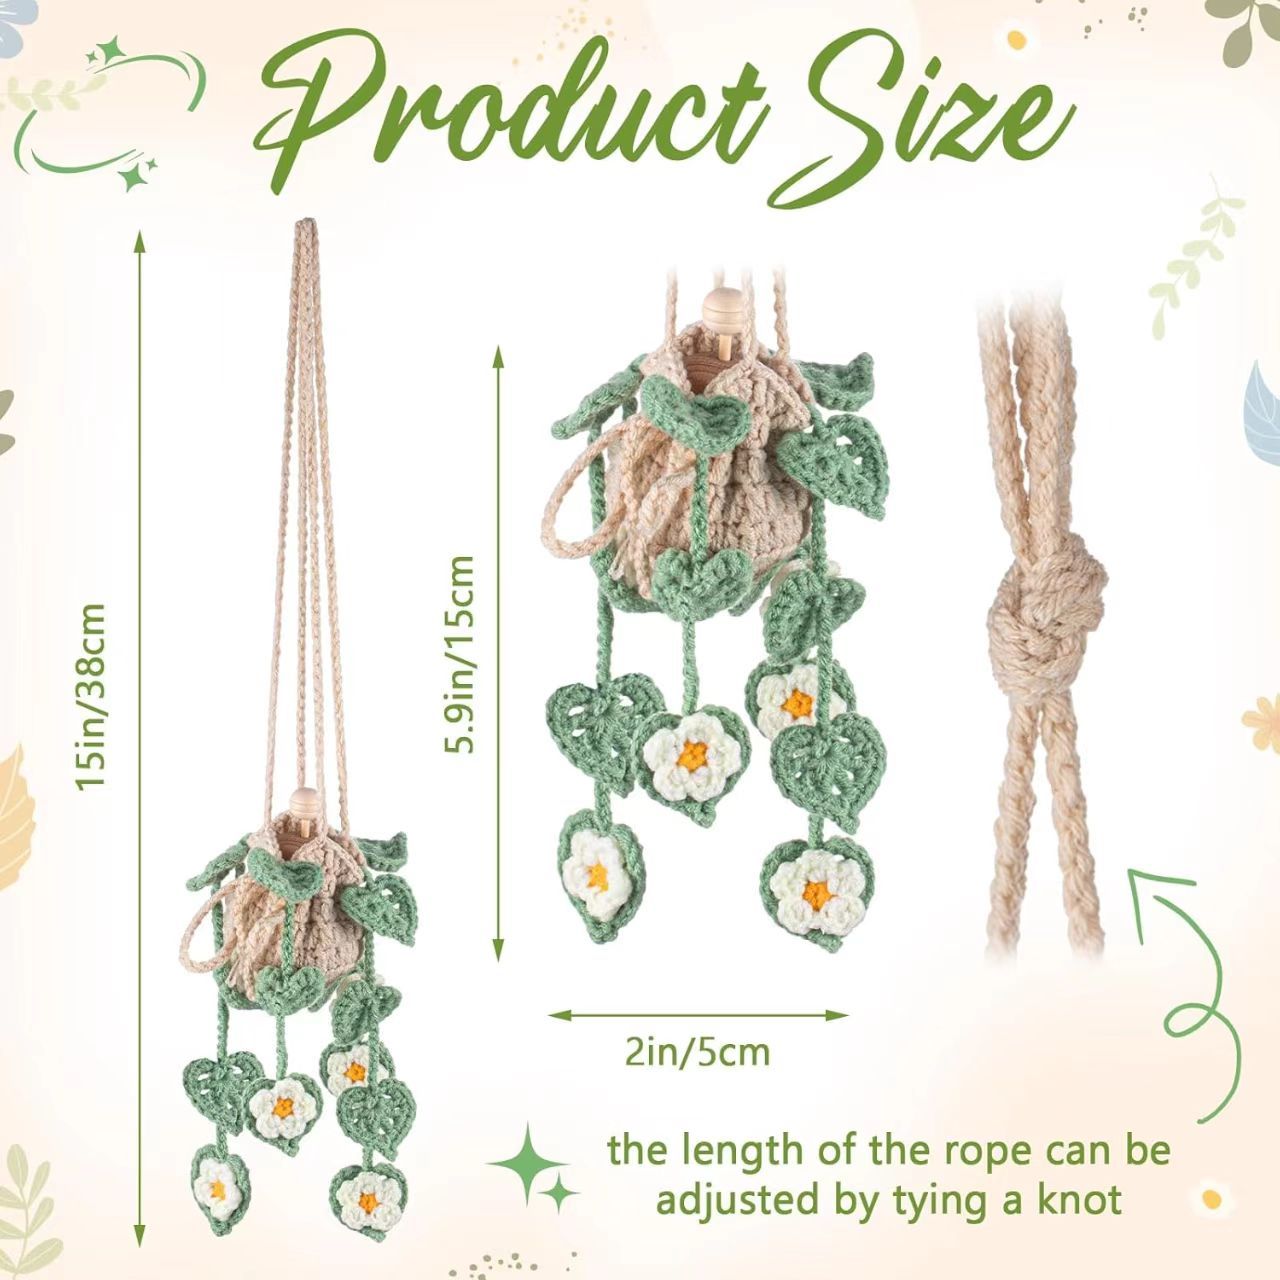 Product Size
15in/38cm
5.9in/15cm
2in/5cm
the length of the rope can be
adjusted by tying a knot